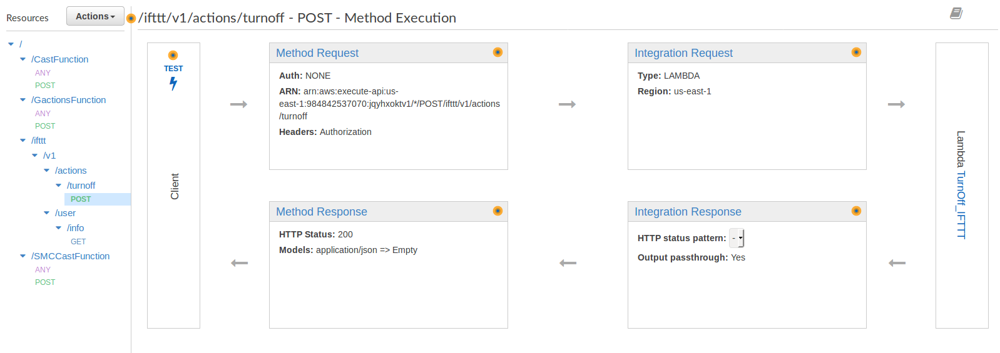 Resources
Actions
/ifttt/v1/actions/turnoff - POST - Method Execution
/
/CastFunction
ANY
POST
/GactionsFunction
ANY
POST
/ifttt
/v1
/actions
/turnoff
POST
/user
/info
GET
/SMCCastFunction
ANY
POST
TEST
Client
Method Request
Auth: NONE
ARN: arn:aws:execute-api:us-
east-1:984842537070:jqyhxoktv1/*/POST/ifttt/v1/actions
/turnoff
Headers: Authorization
Integration Request
Type: LAMBDA
Region: us-east-1
Lambda TurnOff_IFTTT
Method Response
HTTP Status: 200
Models: application/json => Empty
Integration Response
HTTP status pattern: -
Output passthrough: Yes